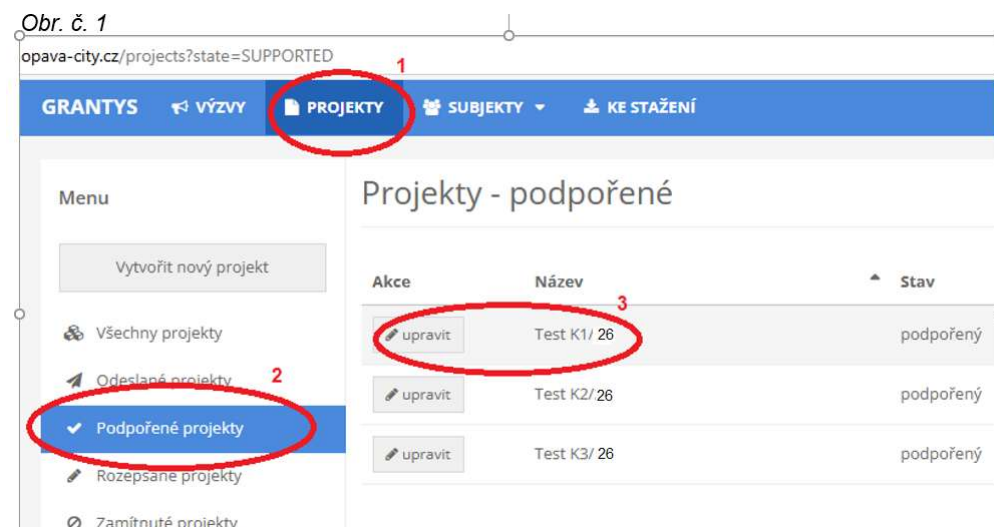 Obr. č. 1
opava-city.cz/projects?state=SUPPORTED
1
GRANTYS VÝZVY PROJEKTY SUBJEKTY KE STAŽENÍ
Menu
Vytvořit nový projekt
Všechny projekty
Odeslané projekty
2
Podpořené projekty
Rozepsané projekty
Zamítnuté projekty
Projekty - podpořené
Akce Název Stav
3
upravit Test K1/ 26 podpořený
upravit Test K2/ 26 podpořený
upravit Test K3/ 26 podpořený